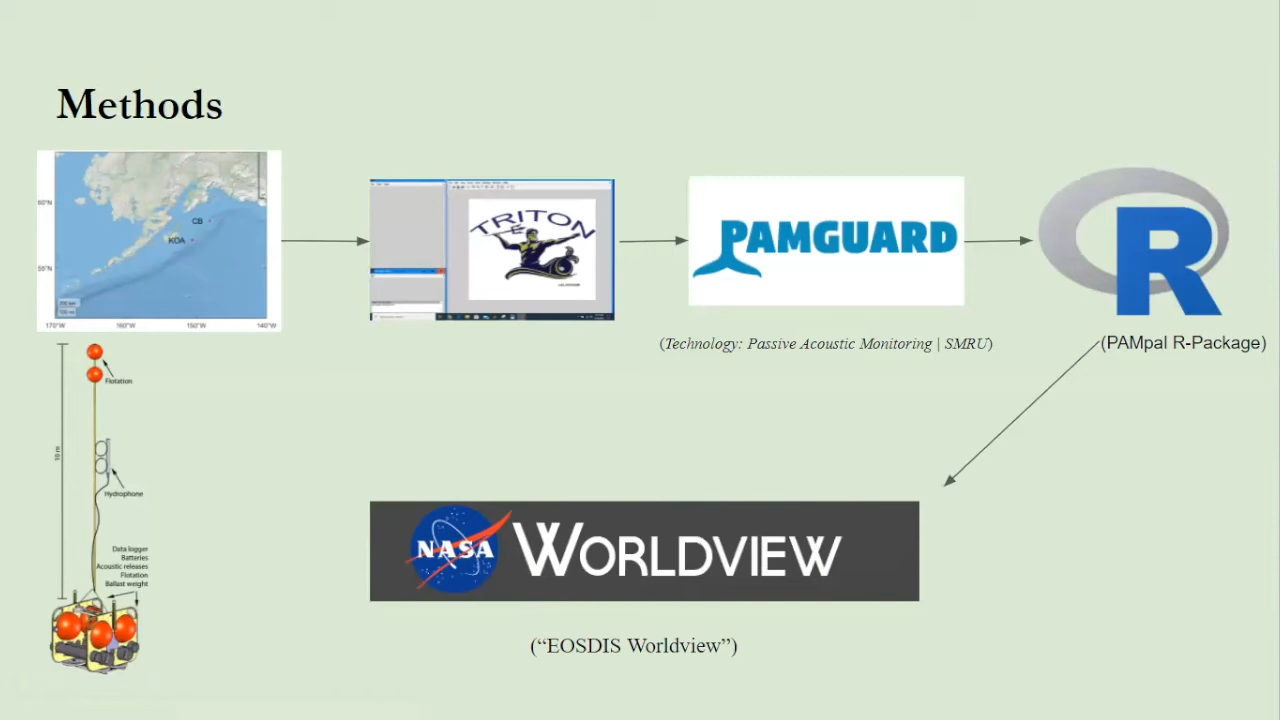 Methods
60°N
55°N
CB
KOA
170°W
160°W
150°W
140°W
TRITON
PAMGUARD
R
(Technology: Passive Acoustic Monitoring | SMRU)
(PAMpal R-Package)
Flotation
10 m
Hydrophone
Data logger
Batteries
Acoustic releases
Flotation
Ballast weight
NASA WORLDVIEW
(“EOSDIS Worldview”)